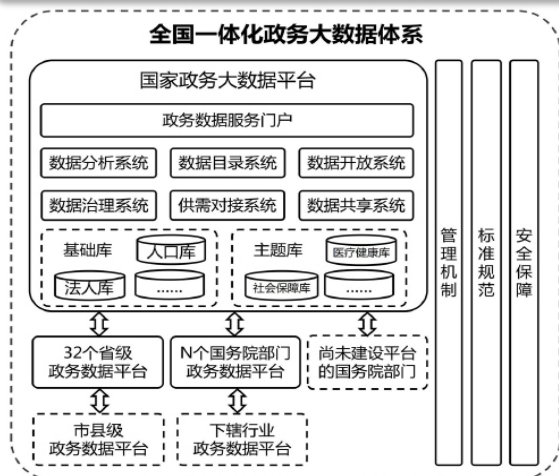 全国一体化政务大数据体系
国家政务大数据平台
政务数据服务门户
数据分析系统
数据目录系统
数据开放系统
数据治理系统
供需对接系统
数据共享系统
基础库
人口库
法人库
......
主题库
医疗健康库
社会保障库
......
32个省级
政务数据平台
N个国务院部门
政务数据平台
尚未建设平台
的国务院部门
市县级
政务数据平台
下辖行业
政务数据平台
管理机制
标准规范
安全保障